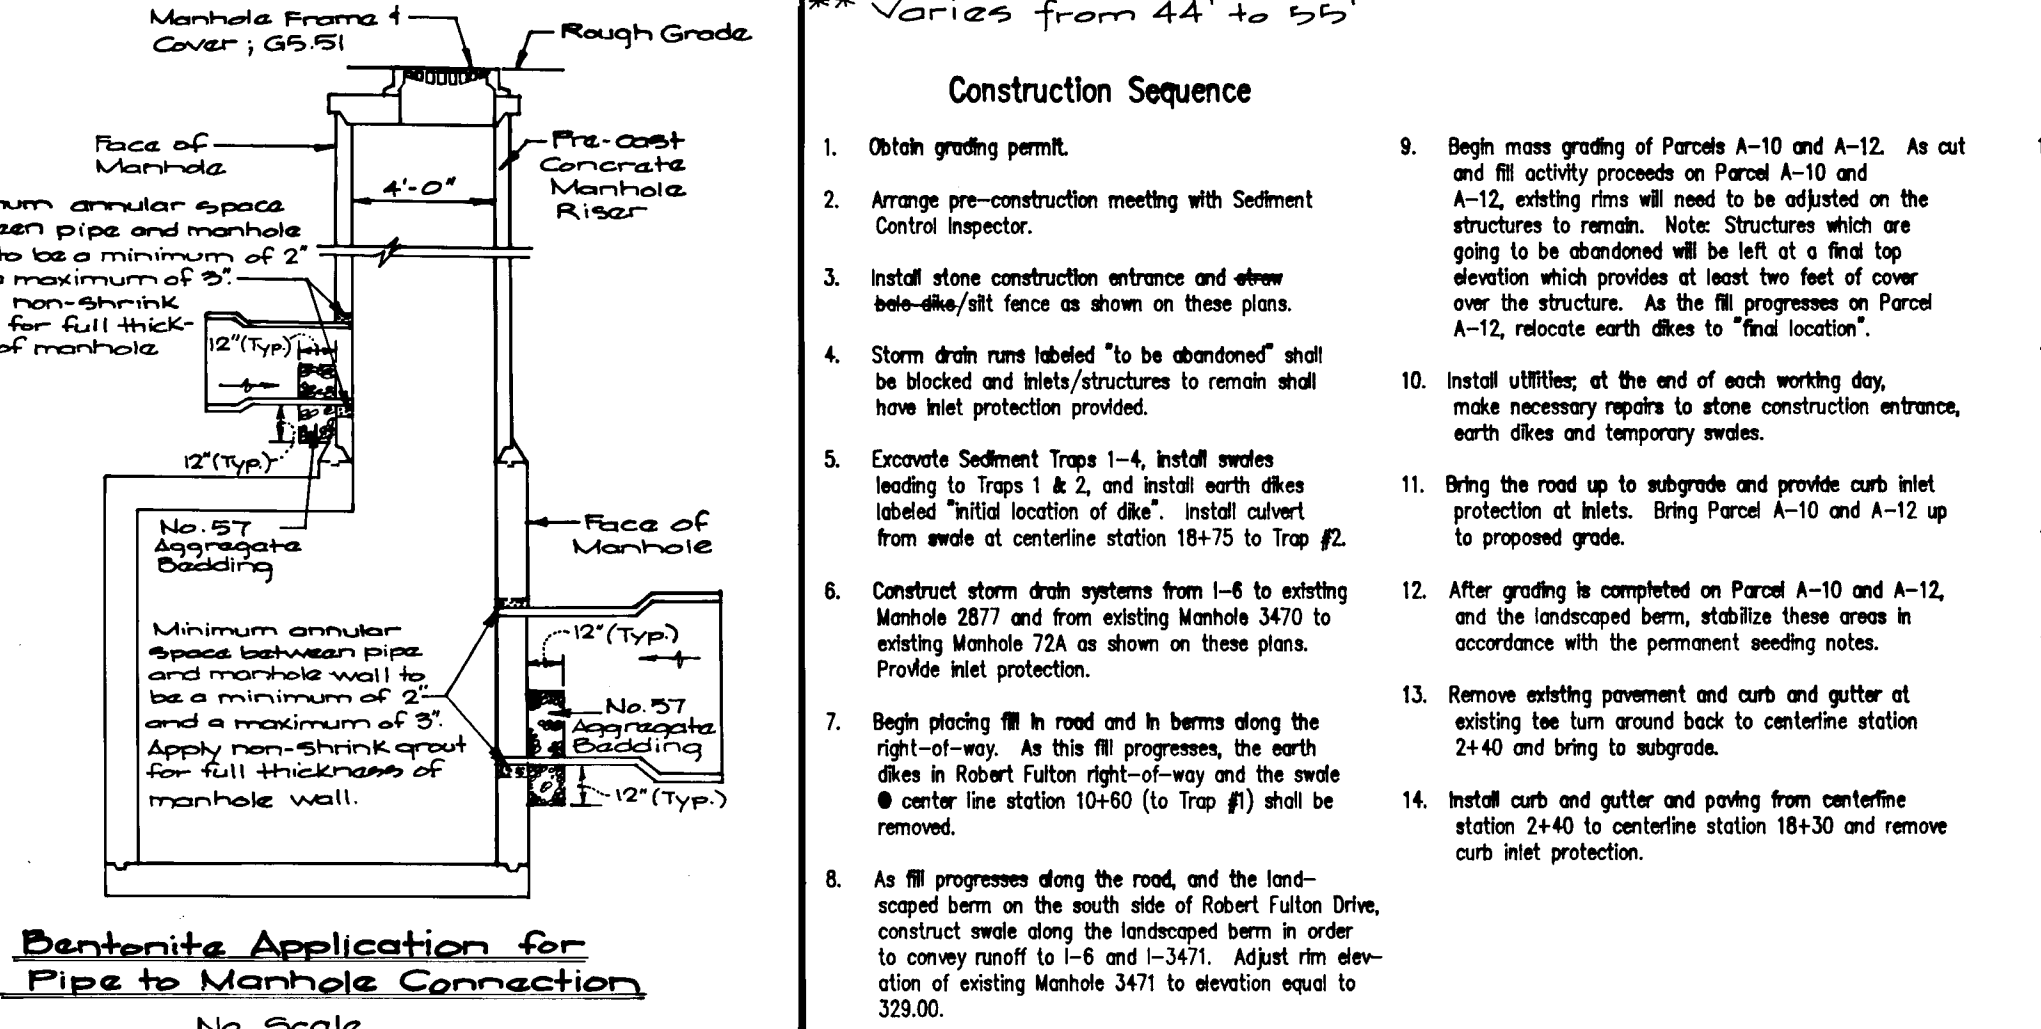 Manhole Frame &
Cover ; G5.51
Rough Grade
Face of
Manhole
Pre-cast
Concrete
Manhole
Riser
4'-0"
annular space
pipe and manhole
to be a minimum of 2"
maximum of 3".
non-shrink
for full thick-
of manhole
12"(Typ.)
12"(Typ.)
No. 57
Aggregate
Bedding
Face of
Manhole
Minimum annular
space between pipe
and manhole wall to
be a minimum of 2"
and a maximum of 3".
Apply non-shrink grout
for full thickness of
manhole wall.
12"(Typ.)
No. 57
Aggregate
Bedding
12"(Typ.)
Bentonite Application for
Pipe to Manhole Connection
No Scale
** Varies from 44' to 55'
Construction Sequence
1. Obtain grading permit.
2. Arrange pre-construction meeting with Sediment
Control Inspector.
3. Install stone construction entrance and straw
bale dike/silt fence as shown on these plans.
4. Storm drain runs labeled "to be abandoned" shall
be blocked and inlets/structures to remain shall
have inlet protection provided.
5. Excavate Sediment Traps 1-4, install swales
leading to Traps 1 & 2, and install earth dikes
labeled "initial location of dike". Install culvert
from swale at centerline station 18+75 to Trap #2.
6. Construct storm drain systems from I-6 to existing
Manhole 2877 and from existing Manhole 3470 to
existing Manhole 72A as shown on these plans.
Provide inlet protection.
7. Begin placing fill in road and in berms along the
right-of-way. As this fill progresses, the earth
dikes in Robert Fulton right-of-way and the swale
center line station 10+60 (to Trap #1) shall be
removed.
8. As fill progresses along the road, and the land-
scaped berm on the south side of Robert Fulton Drive,
construct swale along the landscaped berm in order
to convey runoff to I-6 and I-3471. Adjust rim elev-
ation of existing Manhole 3471 to elevation equal to
329.00.
9. Begin mass grading of Parcels A-10 and A-12. As cut
and fill activity proceeds on Parcel A-10 and
A-12, existing rims will need to be adjusted on the
structures to remain. Note: Structures which are
going to be abandoned will be left at a final top
elevation which provides at least two feet of cover
over the structure. As the fill progresses on Parcel
A-12, relocate earth dikes to "final location".
10. Install utilities; at the end of each working day,
make necessary repairs to stone construction entrance,
earth dikes and temporary swales.
11. Bring the road up to subgrade and provide curb inlet
protection at inlets. Bring Parcel A-10 and A-12 up
to proposed grade.
12. After grading is completed on Parcel A-10 and A-12,
and the landscaped berm, stabilize these areas in
accordance with the permanent seeding notes.
13. Remove existing pavement and curb and gutter at
existing tee turn around back to centerline station
2+40 and bring to subgrade.
14. Install curb and gutter and paving from centerline
station 2+40 to centerline station 18+30 and remove
curb inlet protection.